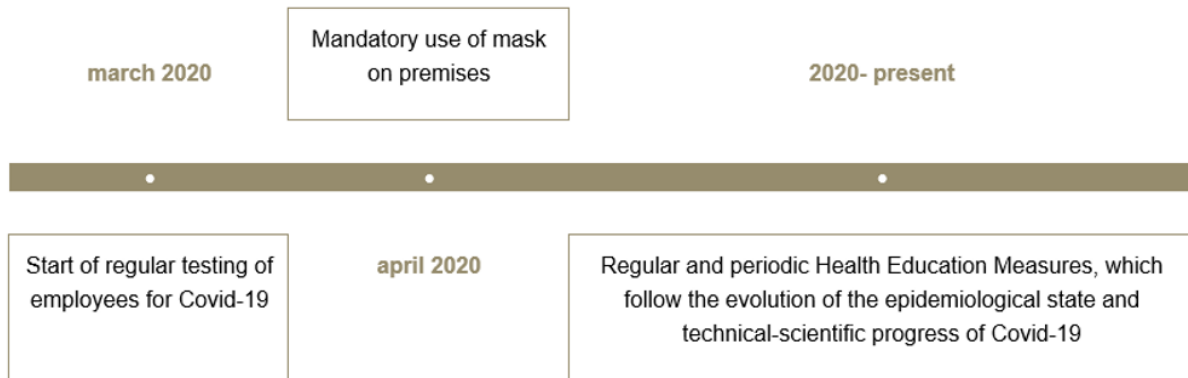 march 2020
Mandatory use of mask
on premises
2020- present
Start of regular testing of
employees for Covid-19
april 2020
Regular and periodic Health Education Measures, which
follow the evolution of the epidemiological state and
technical-scientific progress of Covid-19